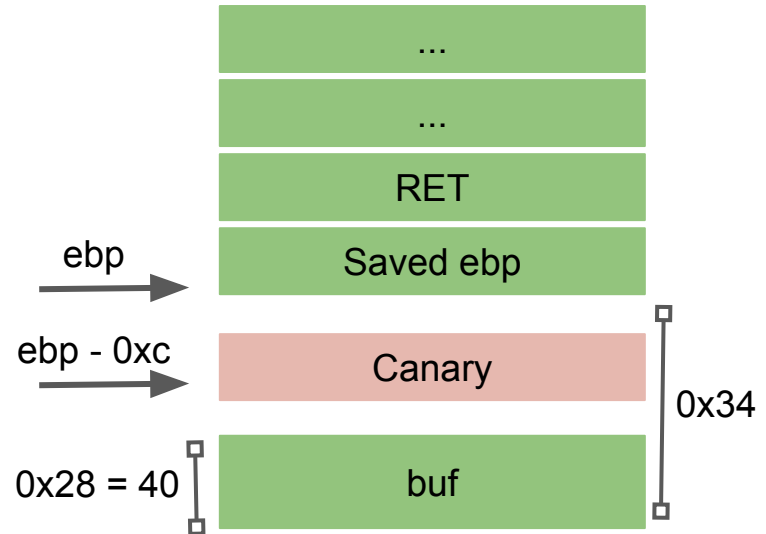 ...
...
RET
ebp
Saved ebp
ebp - 0xc
Canary
0x34
0x28 = 40
buf